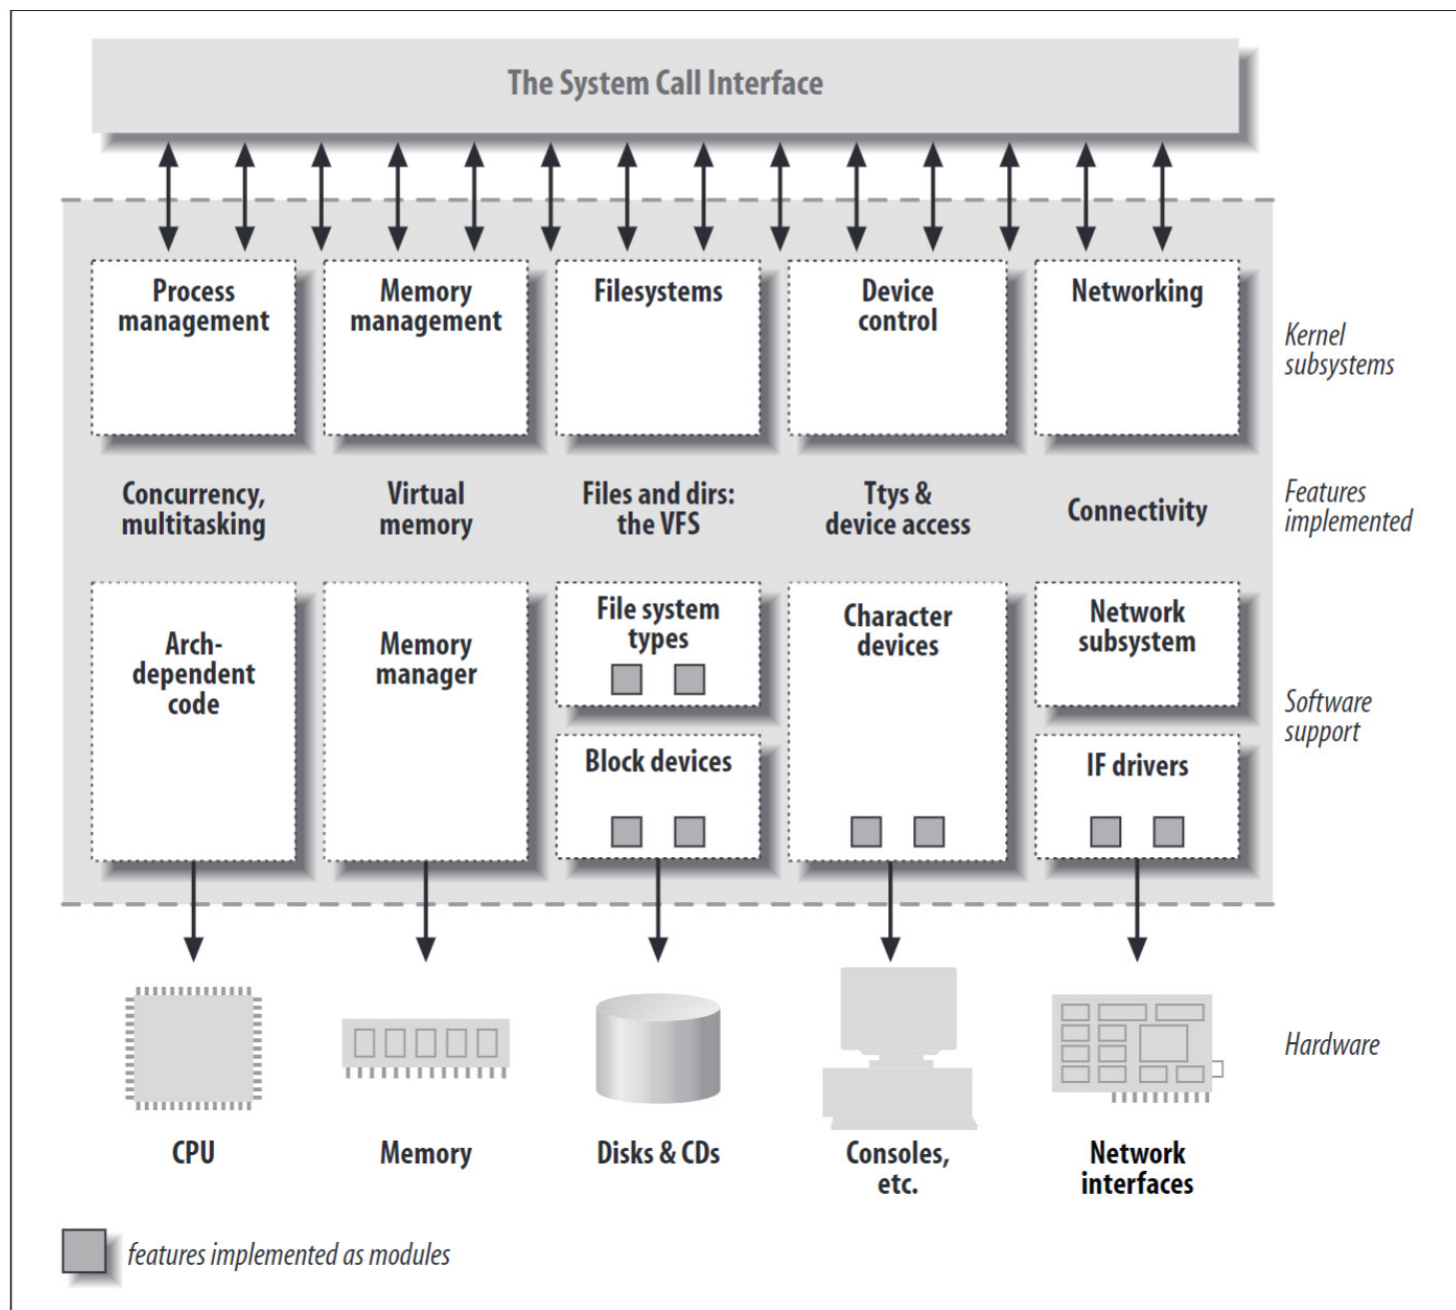 The System Call Interface
Process
management
Memory
management
Filesystems
Device
control
Networking
Kernel
subsystems
Concurrency,
multitasking
Virtual
memory
Files and dirs:
the VFS
Ttys &
device access
Connectivity
Features
implemented
Arch-
dependent
code
Memory
manager
File system
types
Block devices
Character
devices
Network
subsystem
IF drivers
Software
support
CPU
Memory
Disks & CDs
Consoles,
etc.
Network
interfaces
Hardware
features implemented as modules